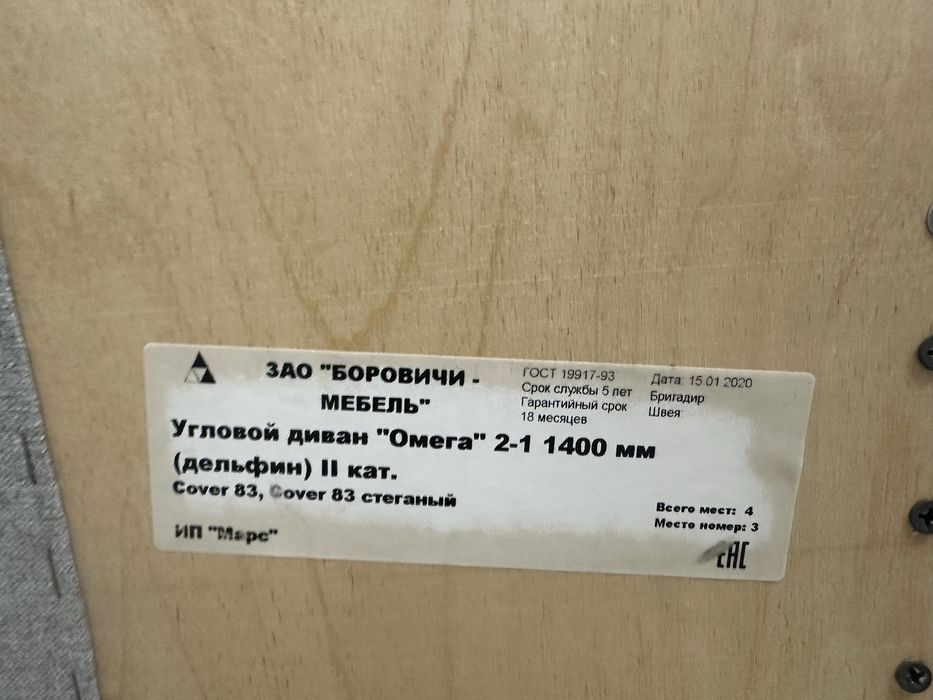 ЗАО "БОРОВИЧИ -
МЕБЕЛЬ"
ГОСТ 19917-93
Срок службы 5 лет
Гарантийный срок
18 месяцев
Дата: 15 01 2020
Бригадир
Швея
Угловой диван "Омега" 2-1 1400 мм
(дельфин) II кат.
Cover 83, Cover 83 стеганый
Всего мест: 4
Место номер: 3
ИП "Марс"
ЕАС